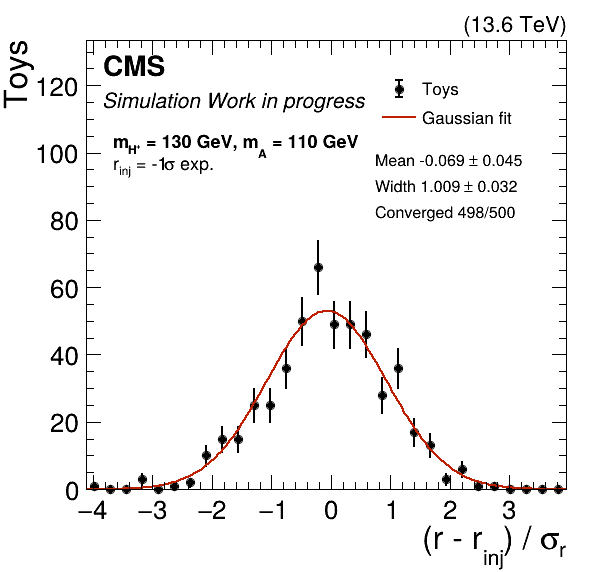 (13.6 TeV)
Toys
CMS
Simulation Work in progress
m_H⁺ = 130 GeV, m_A = 110 GeV
r_inj = -1σ exp.
Toys
Gaussian fit
Mean -0.069 ± 0.045
Width 1.009 ± 0.032
Converged 498/500
120
100
80
60
40
20
0
−4 −3 −2 −1 0 1 2 3
(r - r_inj) / σ_r